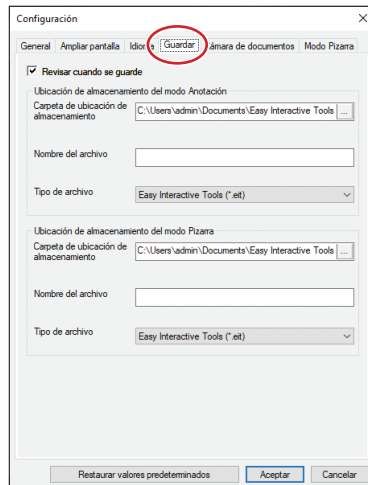 Configuración
General Ampliar pantalla Idioma Guardar Cámara de documentos Modo Pizarra
Revisar cuando se guarde
Ubicación de almacenamiento del modo Anotación
Carpeta de ubicación de
almacenamiento
C:\Users\admin\Documents\Easy Interactive Tools ...
Nombre del archivo
Tipo de archivo Easy Interactive Tools (*.eit)
Ubicación de almacenamiento del modo Pizarra
Carpeta de ubicación de
almacenamiento
C:\Users\admin\Documents\Easy Interactive Tools ...
Nombre del archivo
Tipo de archivo Easy Interactive Tools (*.eit)
Restaurar valores predeterminados Aceptar Cancelar